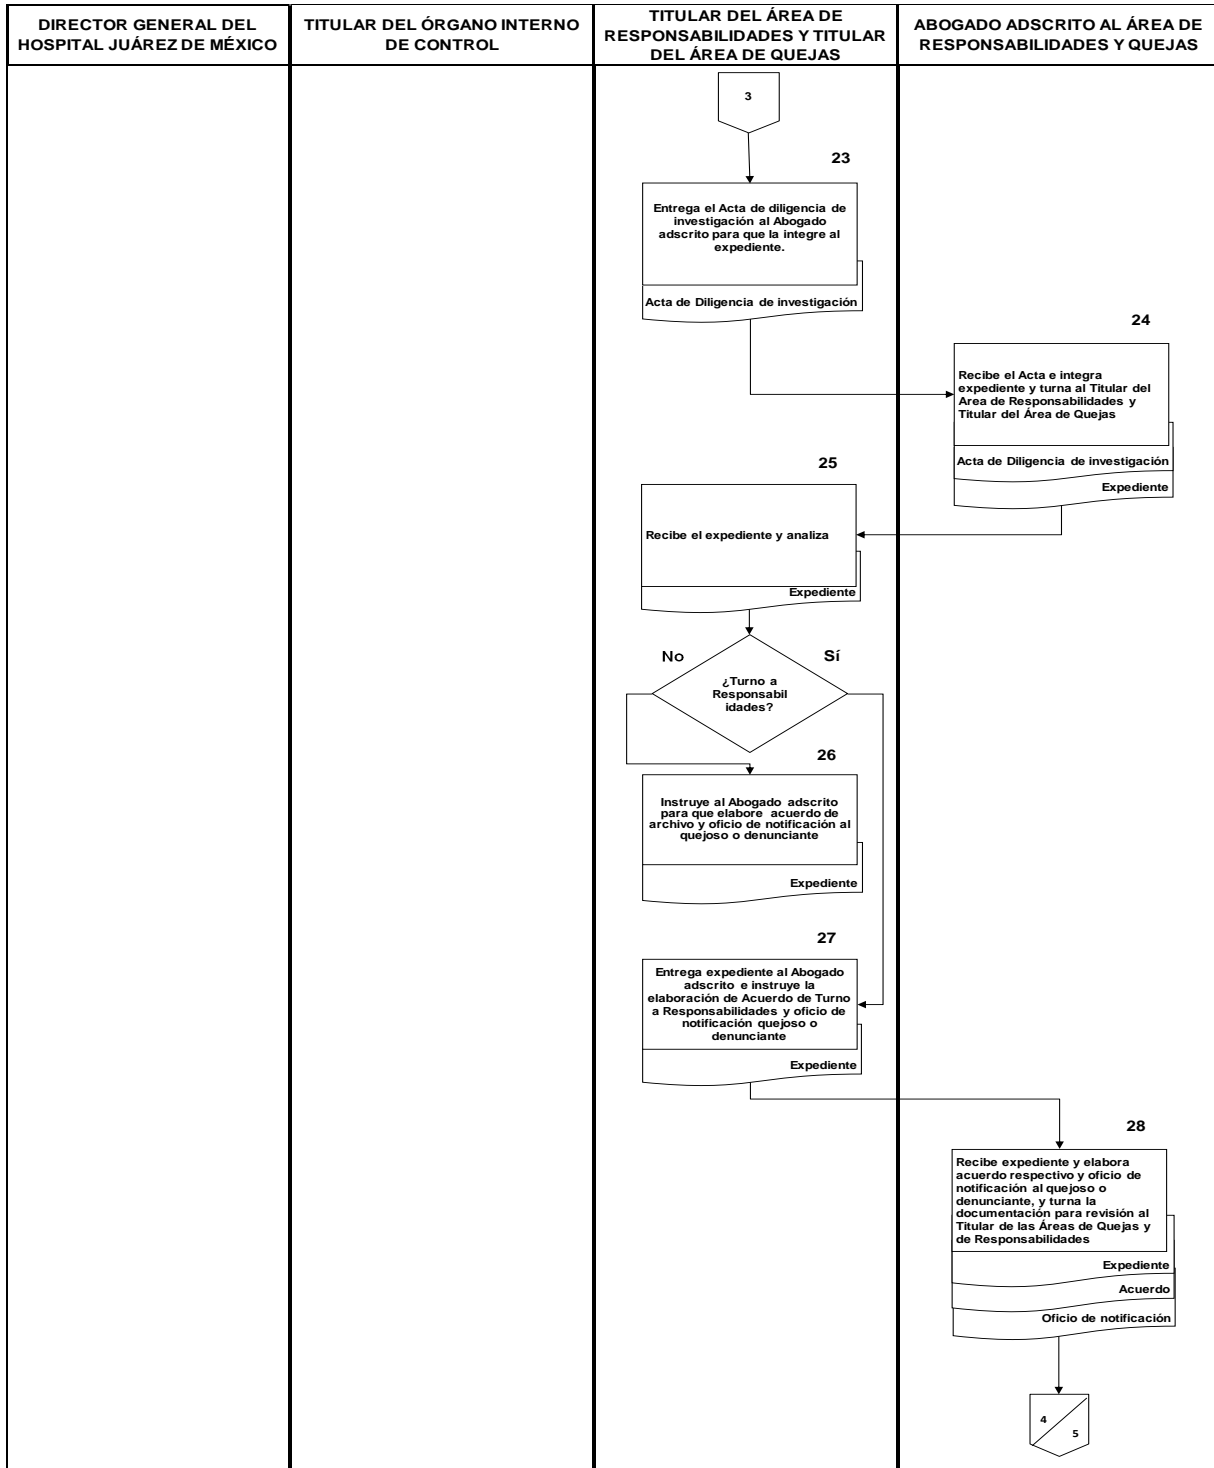 DIRECTOR GENERAL DEL
HOSPITAL JUÁREZ DE MÉXICO
TITULAR DEL ÓRGANO INTERNO
DE CONTROL
TITULAR DEL ÁREA DE
RESPONSABILIDADES Y TITULAR
DEL ÁREA DE QUEJAS
ABOGADO ADSCRITO AL ÁREA DE
RESPONSABILIDADES Y QUEJAS
3
23
Entrega el Acta de diligencia de
investigación al Abogado
adscrito para que la integre al
expediente.
Acta de Diligencia de investigación
24
Recibe el Acta e integra
expediente y turna al Titular del
Area de Responsabilidades y
Titular del Área de Quejas
Acta de Diligencia de investigación
Expediente
25
Recibe el expediente y analiza
Expediente
No
Sí
¿Turno a
Responsabil
idades?
26
Instruye al Abogado adscrito
para que elabore acuerdo de
archivo y oficio de notificación al
quejoso o denunciante
Expediente
27
Entrega expediente al Abogado
adscrito e instruye la
elaboración de Acuerdo de Turno
a Responsabilidades y oficio de
notificación quejoso o
denunciante
Expediente
28
Recibe expediente y elabora
acuerdo respectivo y oficio de
notificación al quejoso o
denunciante, y turna la
documentación para revisión al
Titular de las Áreas de Quejas y
de Responsabilidades
Expediente
Acuerdo
Oficio de notificación
4
5